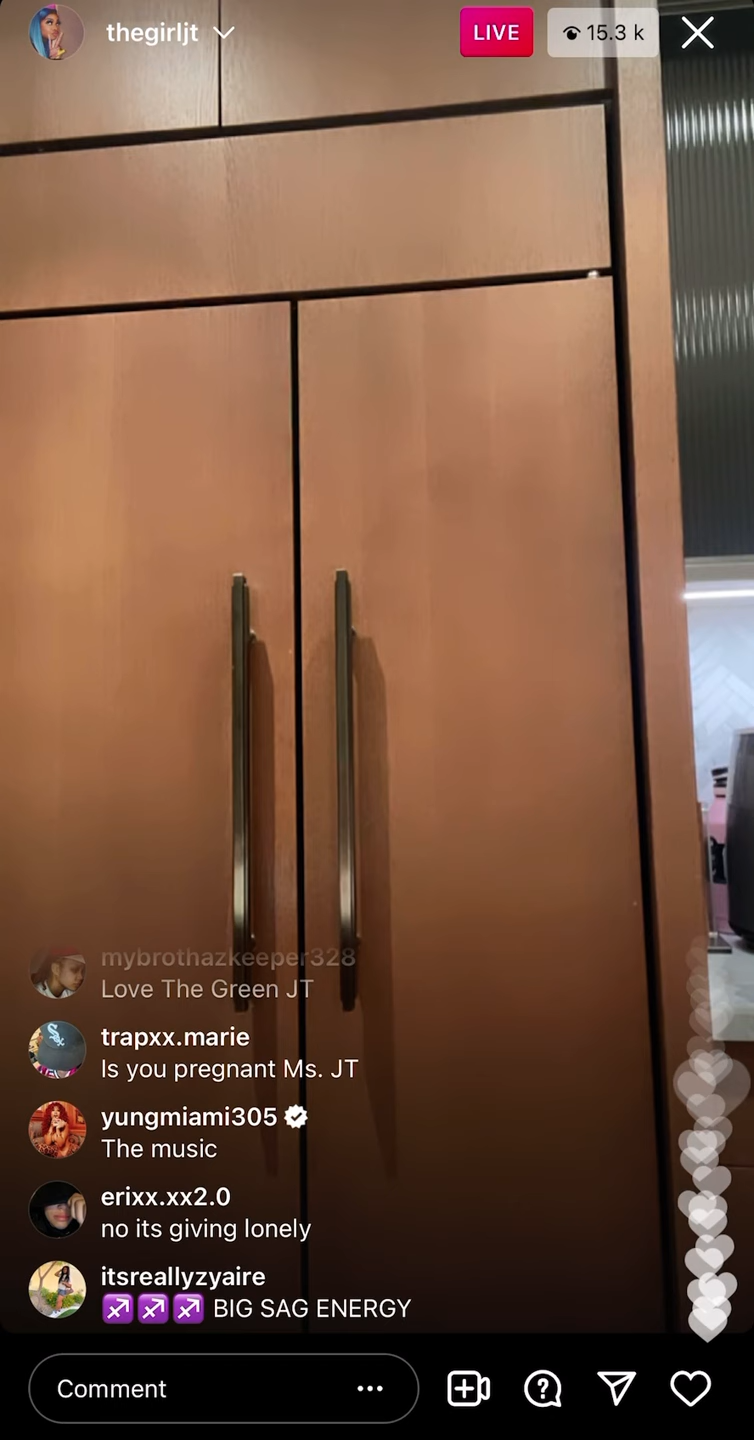 thegirljt
LIVE
15.3 k
mybrothazkeeper328
Love The Green JT
trapxx.marie
Is you pregnant Ms. JT
yungmiami305
The music
erixx.xx2.0
no its giving lonely
itsreallyzyaire
♐♐♐ BIG SAG ENERGY
Comment